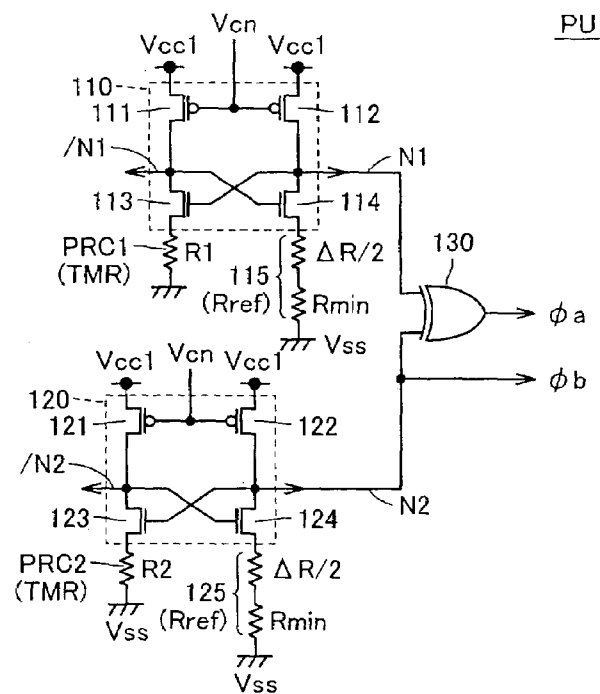 PU
Vcn
Vcc1 Vcc1
110
111 112
/N1 N1
113 114
PRC1 R1 ΔR/2
(TMR) 115
(Rref) Rmin
Vss
130
φa
φb
Vcn
Vcc1 Vcc1
120
121 122
/N2 N2
123 124
PRC2 R2 ΔR/2
(TMR) 125
Vss (Rref) Rmin
Vss